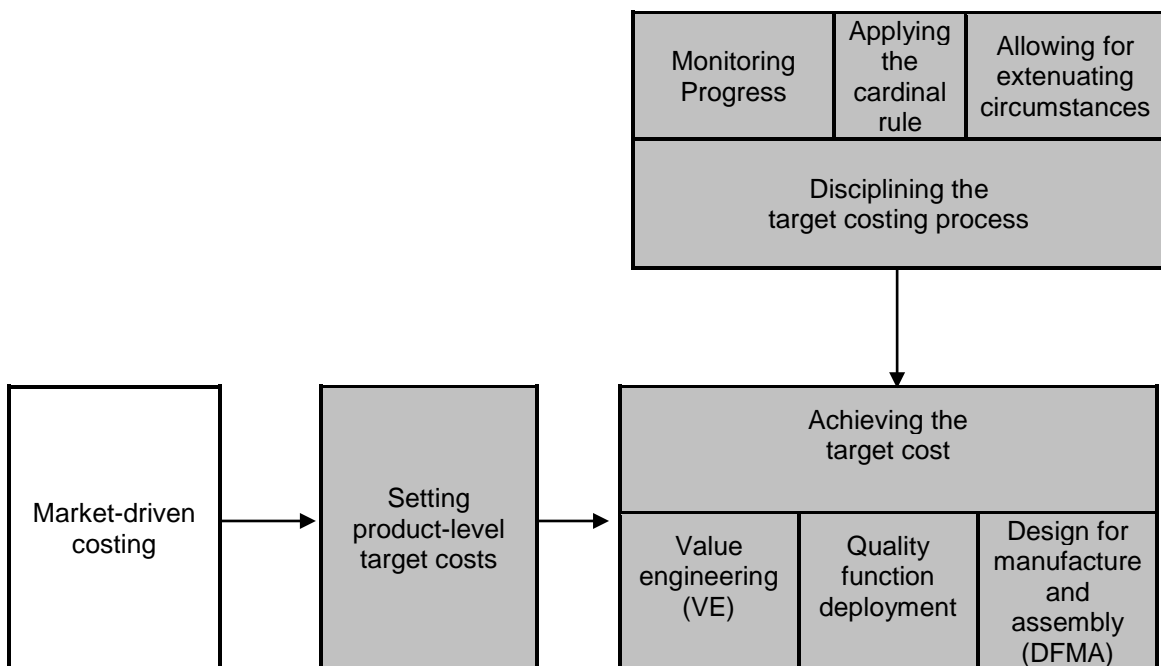 Monitoring
Progress
Applying
the
cardinal
rule
Allowing for
extenuating
circumstances
Disciplining the
target costing process
Achieving the
target cost
Market-driven
costing
Setting
product-level
target costs
Value
engineering
(VE)
Quality
function
deployment
Design for
manufacture
and
assembly
(DFMA)